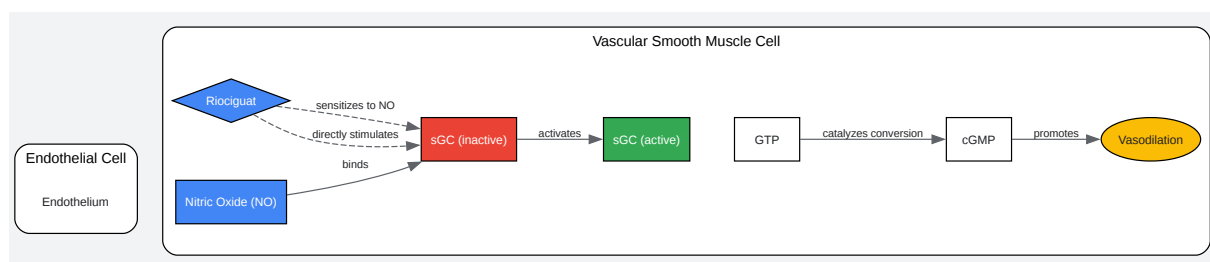 Vascular Smooth Muscle Cell
Riociguat
sensitizes to NO
directly stimulates
sGC (inactive)
activates
sGC (active)
GTP
catalyzes conversion
cGMP
promotes
Vasodilation
binds
Nitric Oxide (NO)
Endothelial Cell
Endothelium